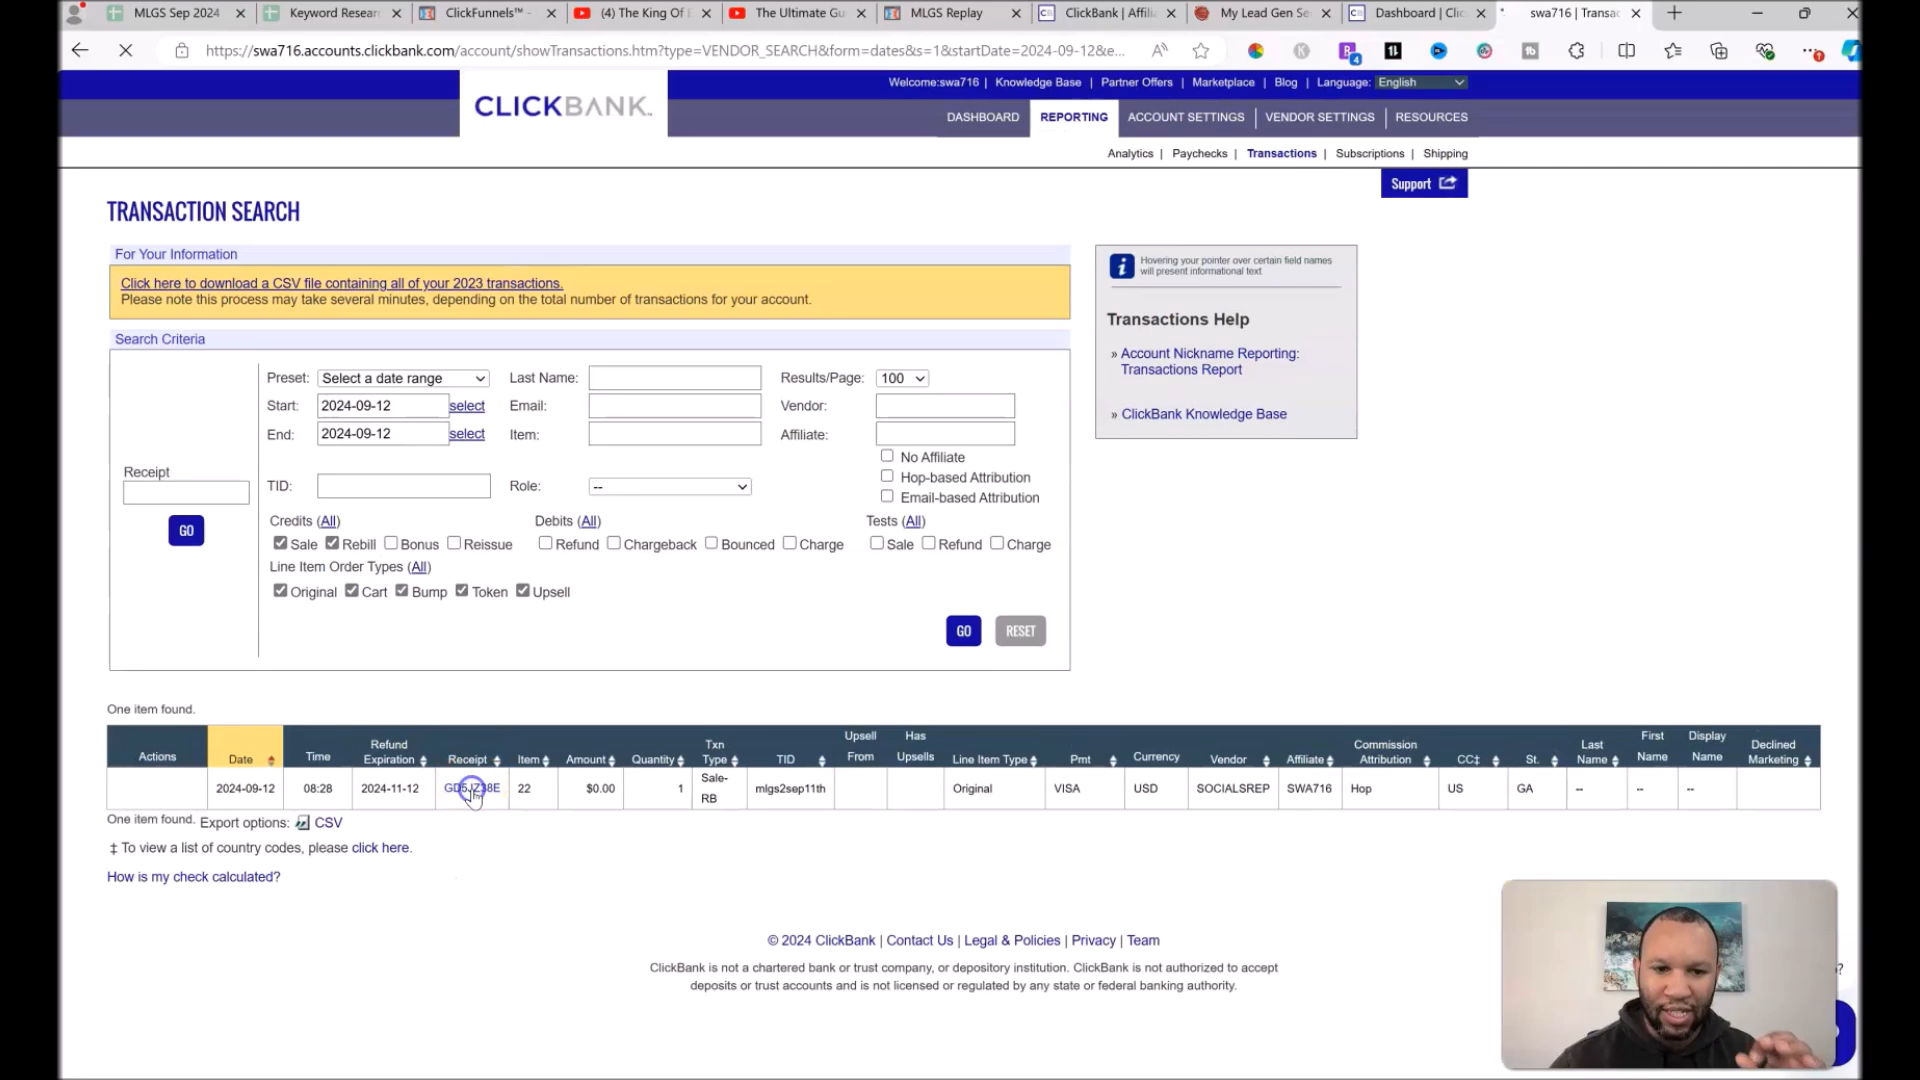 MLGS Sep 2024
Keyword Resear
ClickFunnels™ -
(4) The King Of E
The Ultimate Gu
MLGS Replay
ClickBank | Affilia
My Lead Gen Se
Dashboard | Clic
swa716 | Transac
https://swa716.accounts.clickbank.com/account/showTransactions.htm?type=VENDOR_SEARCH&form=dates&s=1&startDate=2024-09-12&e...
Welcome:swa716 | Knowledge Base | Partner Offers | Marketplace | Blog | Language: English
CLICKBANK
DASHBOARD REPORTING ACCOUNT SETTINGS VENDOR SETTINGS RESOURCES
Analytics | Paychecks | Transactions | Subscriptions | Shipping
Support
TRANSACTION SEARCH
For Your Information
Click here to download a CSV file containing all of your 2023 transactions.
Please note this process may take several minutes, depending on the total number of transactions for your account.
Hovering your pointer over certain field names
will present informational text
Transactions Help
» Account Nickname Reporting:
Transactions Report
» ClickBank Knowledge Base
Search Criteria
Preset: Select a date range Last Name: Results/Page: 100
Start: 2024-09-12 select Email: Vendor:
End: 2024-09-12 select Item: Affiliate:
No Affiliate
Receipt
Hop-based Attribution
TID: Role: --
Email-based Attribution
GO
Credits (All) Debits (All) Tests (All)
Sale Rebill Bonus Reissue Refund Chargeback Bounced Charge Sale Refund Charge
Line Item Order Types (All)
Original Cart Bump Token Upsell
GO RESET
One item found.
Actions Date Time Refund Expiration Receipt Item Amount Quantity Txn Type TID Upsell From Has Upsells Line Item Type Pmt Currency Vendor Affiliate Commission Attribution CC‡ St. Last Name First Name Display Name Declined Marketing
2024-09-12 08:28 2024-11-12 22 $0.00 1 Sale-RB mlgs2sep11th Original VISA USD SOCIALSREP SWA716 Hop US GA -- -- --
One item found. Export options: CSV
‡ To view a list of country codes, please click here.
How is my check calculated?
© 2024 ClickBank | Contact Us | Legal & Policies | Privacy | Team
ClickBank is not a chartered bank or trust company, or depository institution. ClickBank is not authorized to accept
deposits or trust accounts and is not licensed or regulated by any state or federal banking authority.